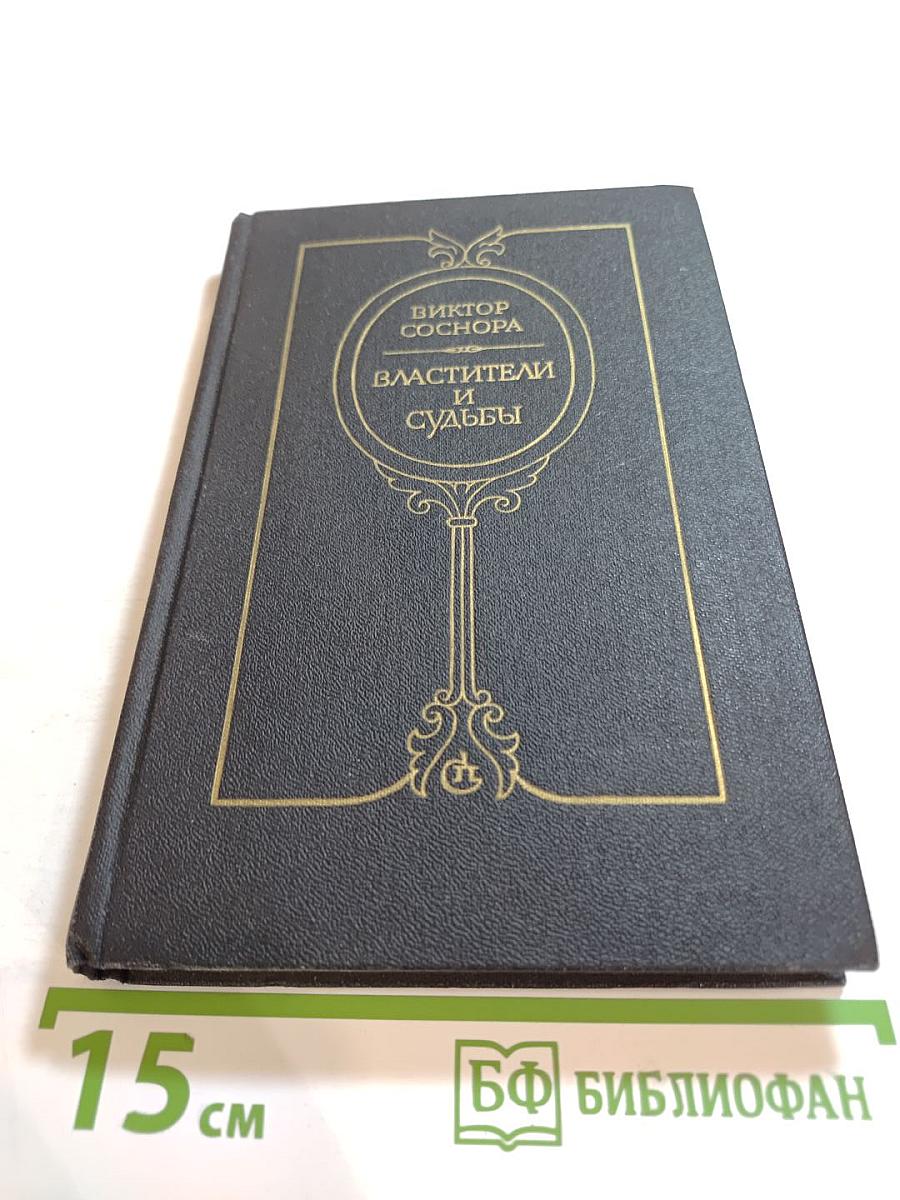 ВИКТОР
СОСНОРА
ВЛАСТИТЕЛИ
И
СУДЬБЫ
15 см
БФ БИБЛИОФАН